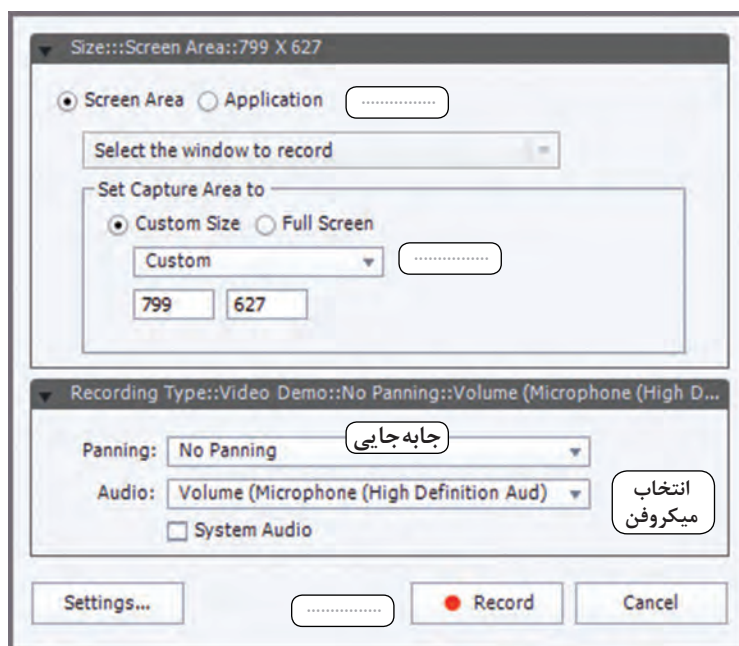 Size:::Screen Area::799 X 627
Screen Area Application ................
Select the window to record
Set Capture Area to
Custom Size Full Screen
Custom ................
799 627
Recording Type::Video Demo::No Panning::Volume (Microphone (High D...
Panning: No Panning جابه‌جایی
Audio: Volume (Microphone (High Definition Aud) انتخاب
میکروفن
System Audio
Settings... ................ Record Cancel